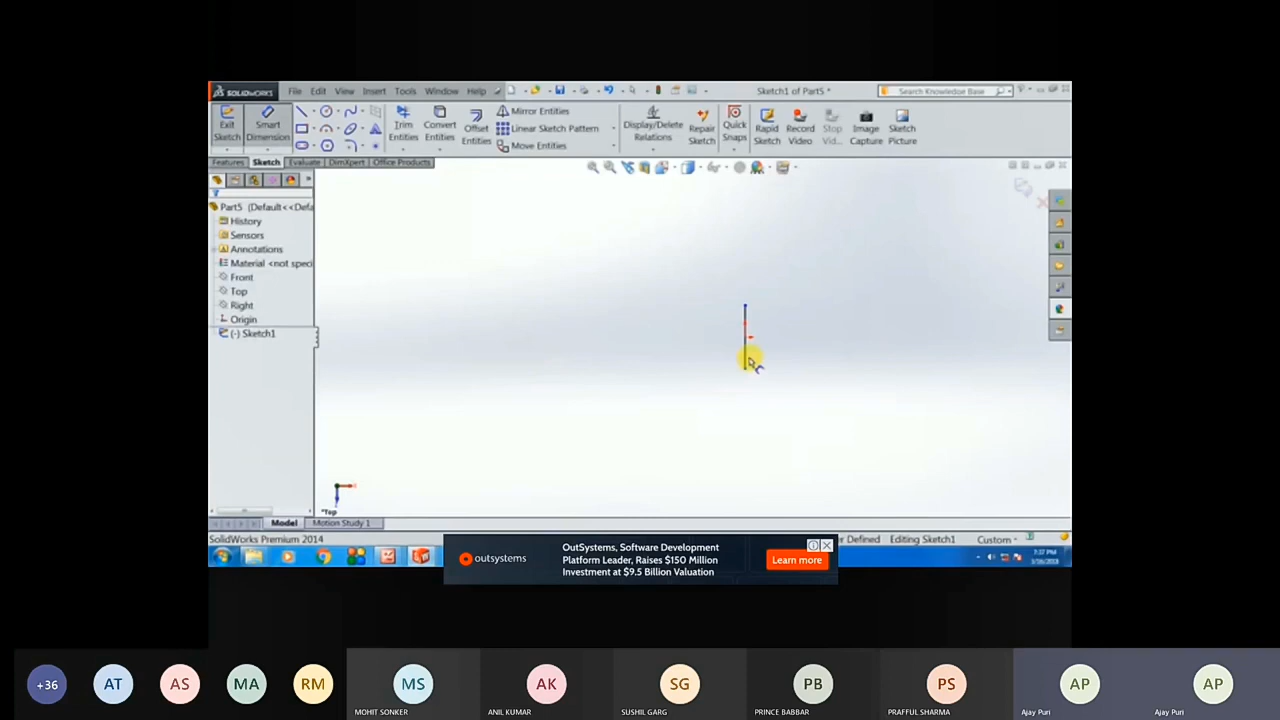 SOLIDWORKS File Edit View Insert Tools Window Help Sketch1 of Part5 * Search Knowledge Base
Exit Sketch Smart Dimension Trim Entities Convert Entities Offset Entities Mirror Entities Display/Delete Relations Repair Sketch Quick Snaps Rapid Sketch Record Video Stop Vid... Image Capture Sketch Picture
Linear Sketch Pattern
Move Entities
Features Sketch Evaluate DimXpert Office Products
Part5 (Default<<Defa
History
Sensors
Annotations
Material <not speci
Front
Top
Right
Origin
(-) Sketch1
*Top
Model Motion Study 1
SolidWorks Premium 2014 r Defined Editing Sketch1 Custom
outsystems
OutSystems, Software Development
Platform Leader, Raises $150 Million
Investment at $9.5 Billion Valuation
Learn more
7:37 PM
+36 AT AS MA RM MS AK SG PB PS AP AP
MOHIT SONKER ANIL KUMAR SUSHIL GARG PRINCE BABBAR PRAFFUL SHARMA Ajay Puri Ajay Puri